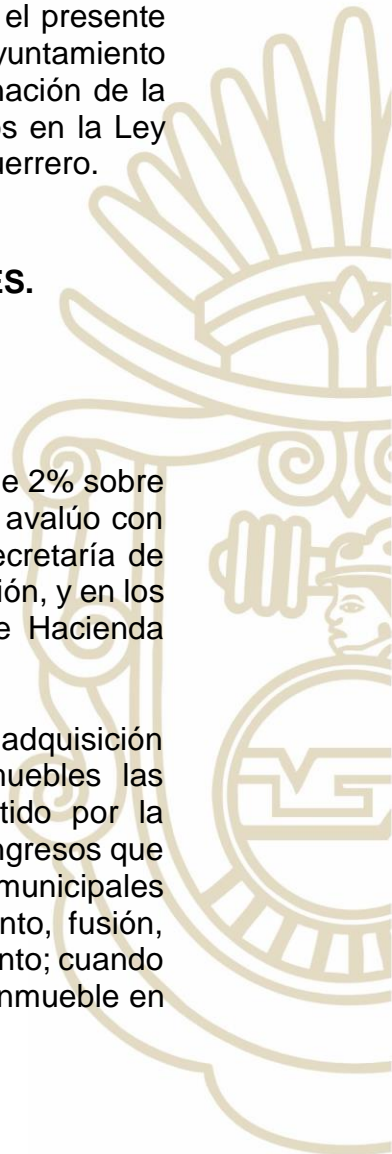 el presente
yuntamiento
nación de la
os en la Ley
uerrero.
ES.
e 2% sobre
avalúo con
ecretaría de
ión, y en los
e Hacienda
adquisición
nuebles las
tido por la
ngresos que
municipales
nto, fusión,
nto; cuando
nmueble en